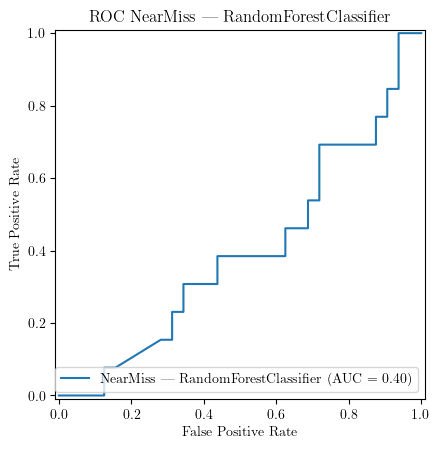 ROC NearMiss — RandomForestClassifier
1.0
0.8
0.6
0.4
0.2
0.0
True Positive Rate
NearMiss — RandomForestClassifier (AUC = 0.40)
0.0 0.2 0.4 0.6 0.8 1.0
False Positive Rate